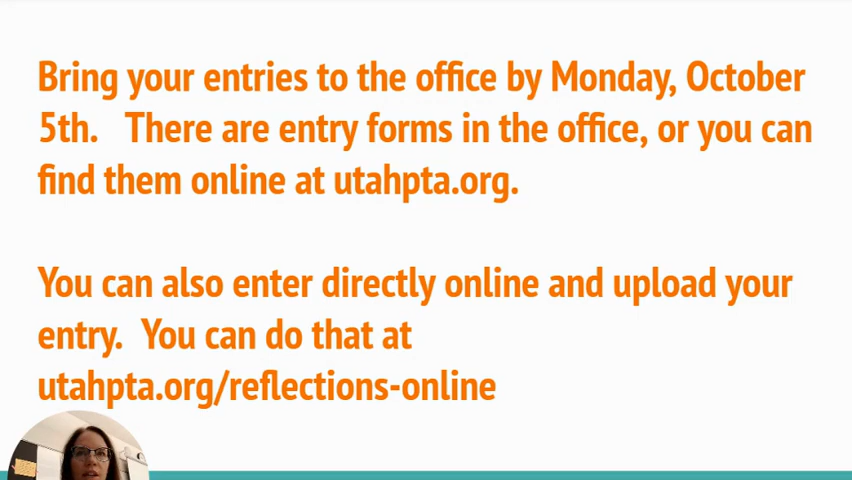 Bring your entries to the office by Monday, October
5th.   There are entry forms in the office, or you can
find them online at utahpta.org.
You can also enter directly online and upload your
entry.  You can do that at
utahpta.org/reflections-online